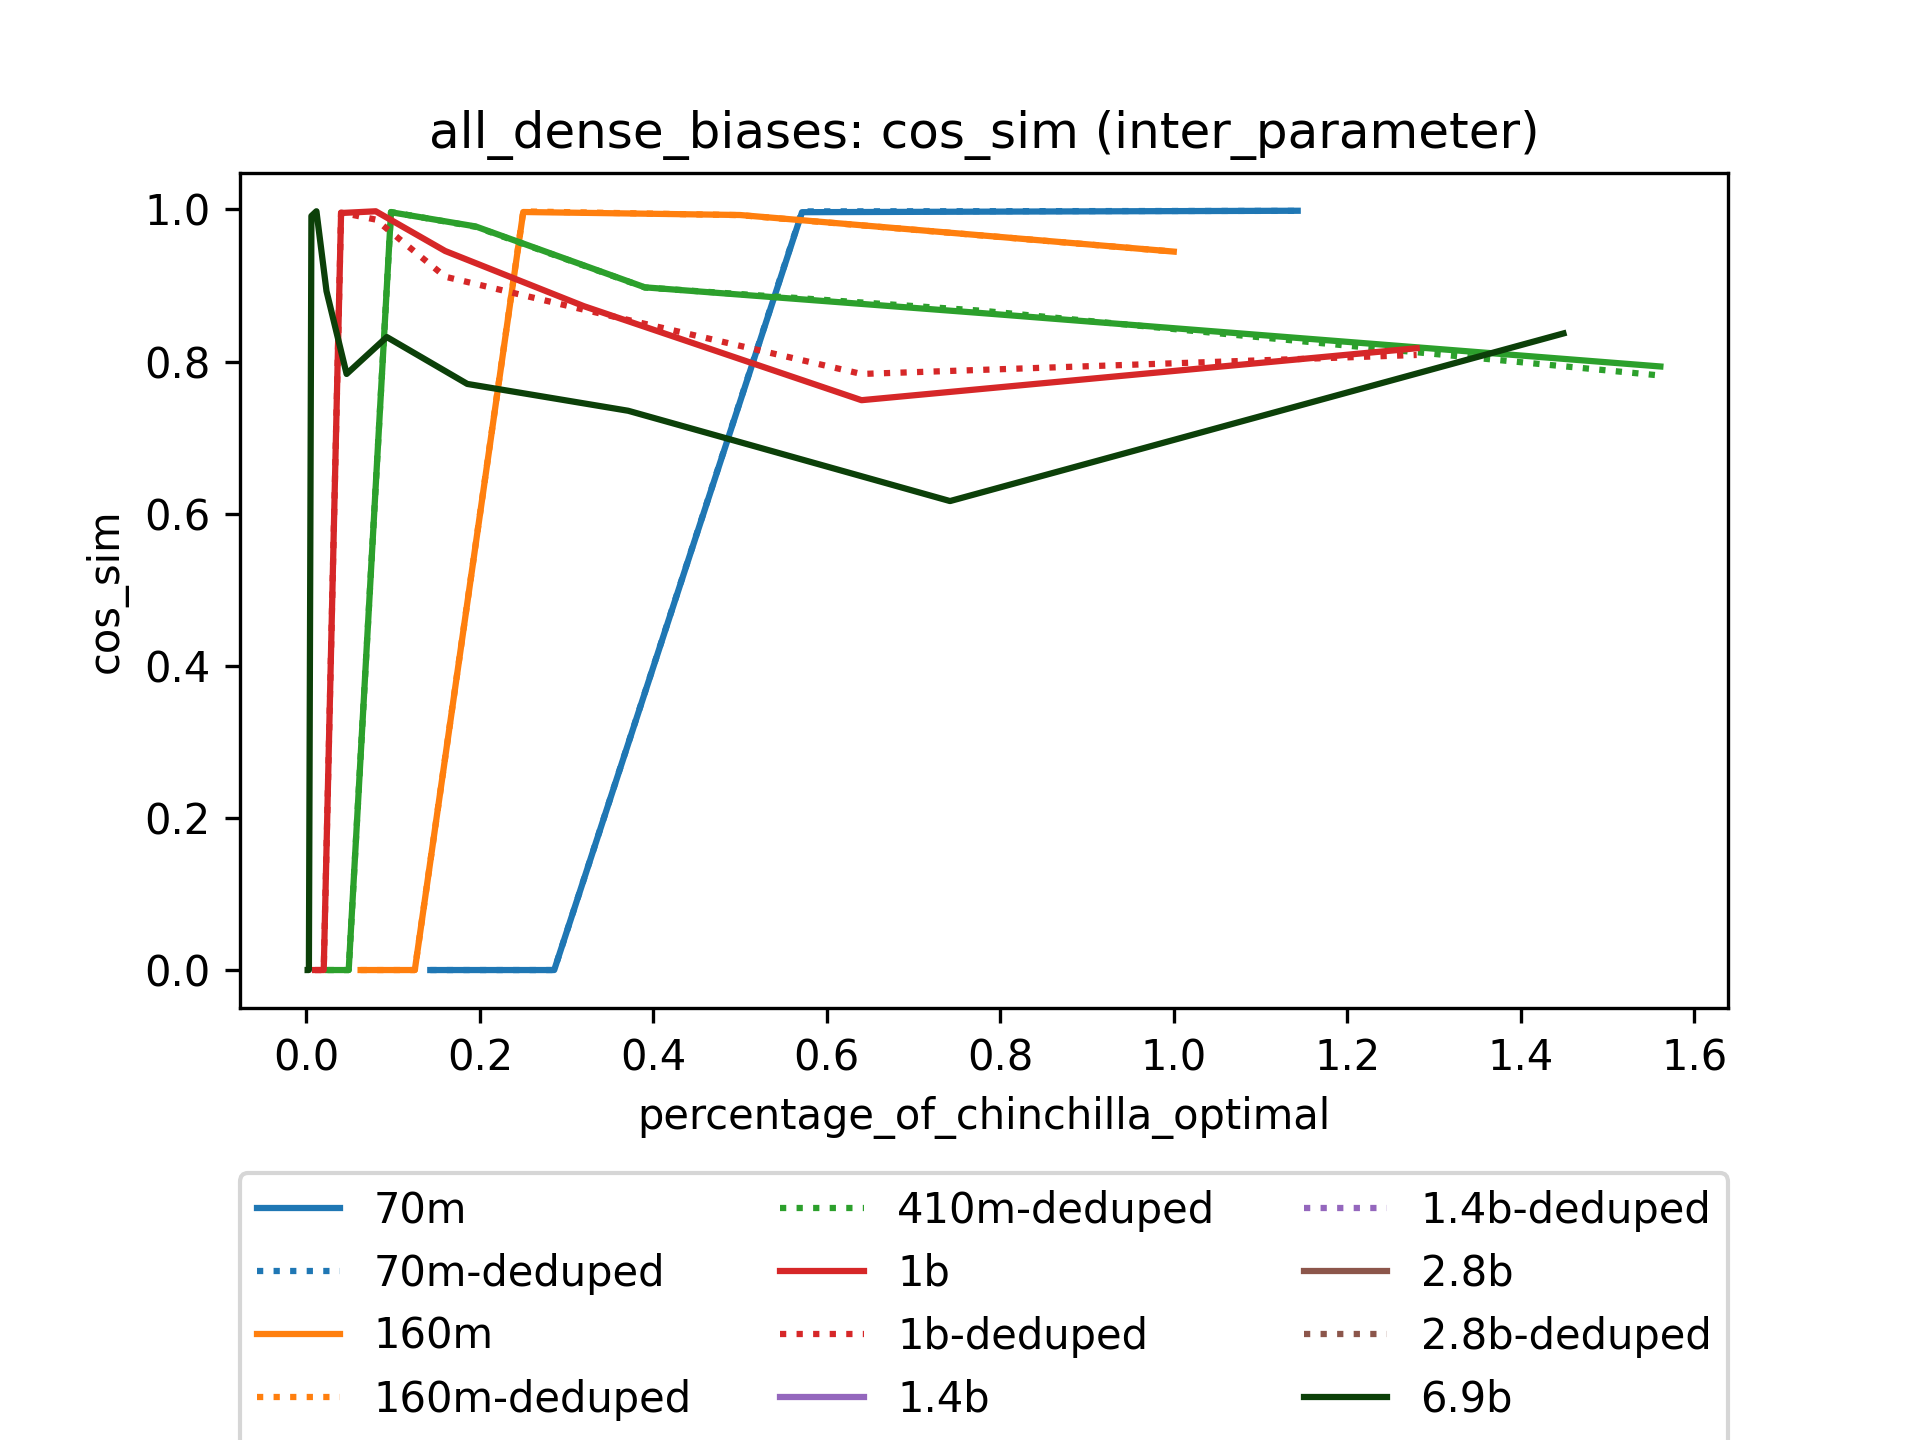 all_dense_biases: cos_sim (inter_parameter)
1.0
0.8
0.6
0.4
0.2
0.0
cos_sim
0.0 0.2 0.4 0.6 0.8 1.0 1.2 1.4 1.6
percentage_of_chinchilla_optimal
70m
70m-deduped
160m
160m-deduped
410m-deduped
1b
1b-deduped
1.4b
1.4b-deduped
2.8b
2.8b-deduped
6.9b